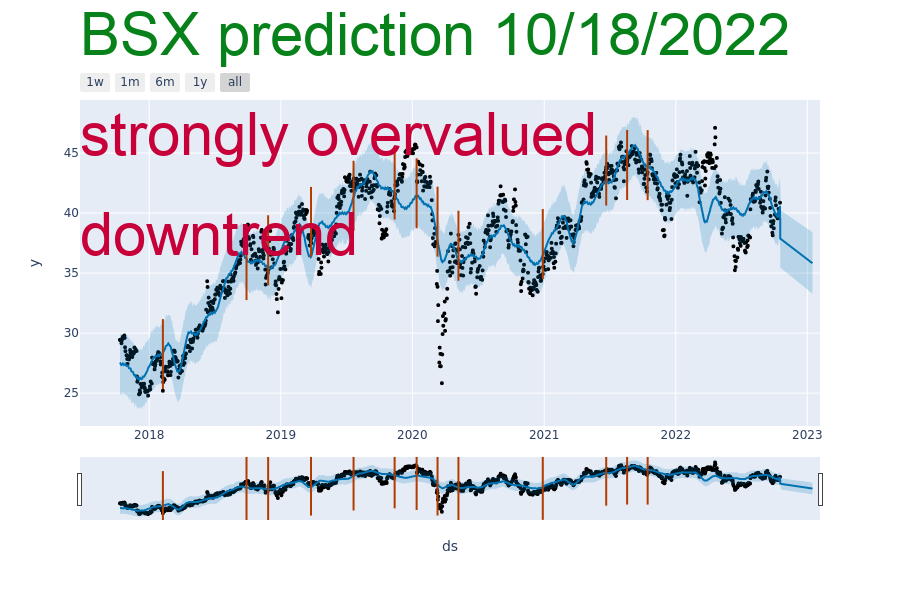 BSX prediction 10/18/2022
1w 1m 6m 1y all
strongly overvalued
45
40
downtrend
y
35
30
25
2018 2019 2020 2021 2022 2023
ds